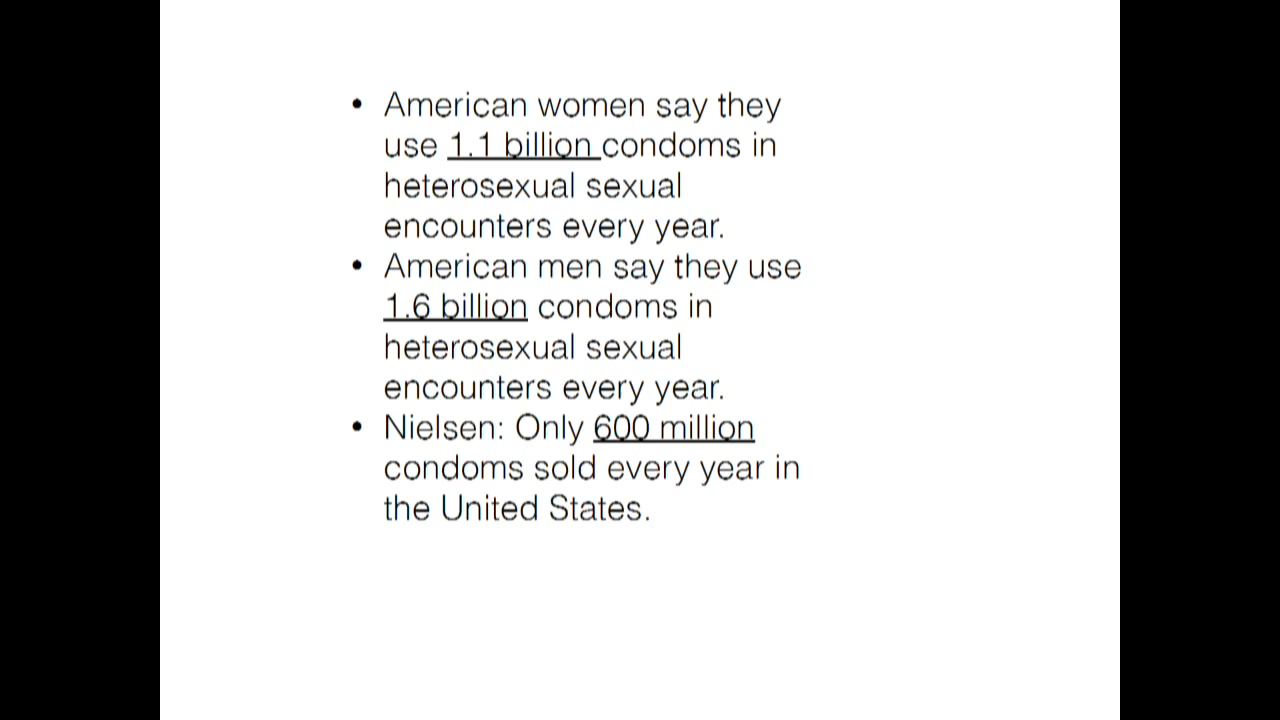 • American women say they
use 1.1 billion condoms in
heterosexual sexual
encounters every year.
• American men say they use
1.6 billion condoms in
heterosexual sexual
encounters every year.
• Nielsen: Only 600 million
condoms sold every year in
the United States.